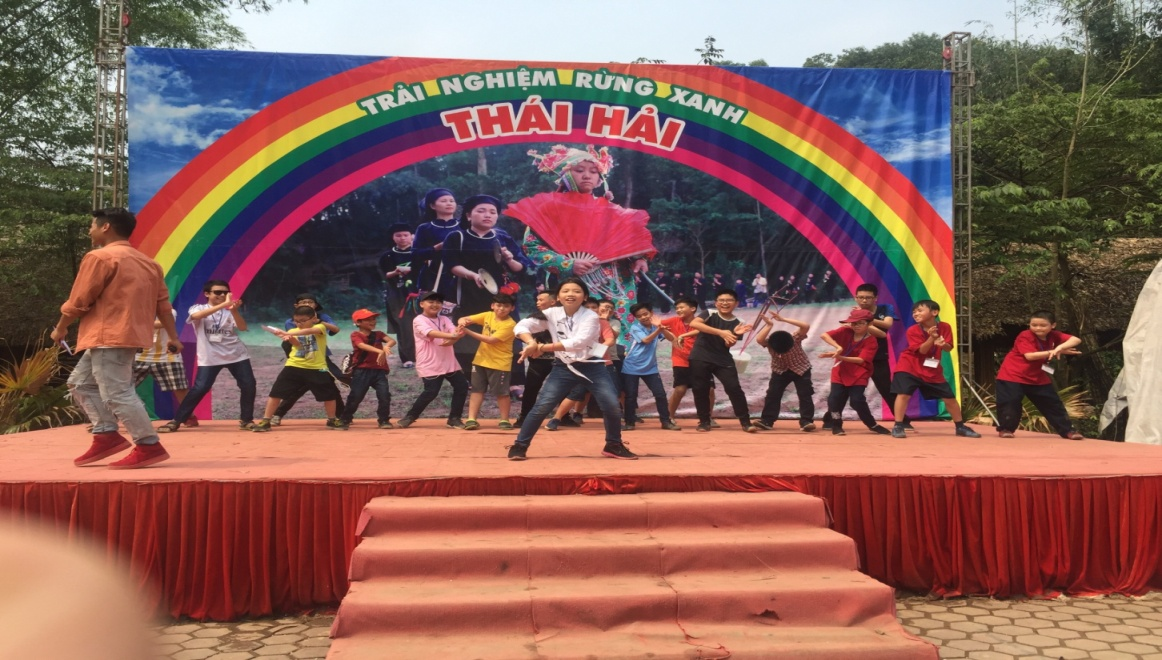 TRẢI NGHIỆM RỪNG XANH
THÁI HẢI